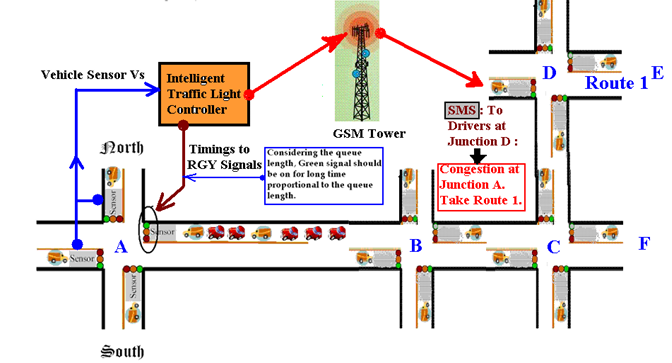 Vehicle Sensor Vs
Intelligent
Traffic Light
Controller
GSM Tower
D
E
Route 1
SMS : To
Drivers at
Junction D :
North
Timings to
RGY Signals
Considering the queue
length, Green signal should
be on for long time
proportional to the queue
length.
Congestion at
Junction A.
Take Route 1.
Sensor
Sensor
Sensor
A
B
C
F
Sensor
South